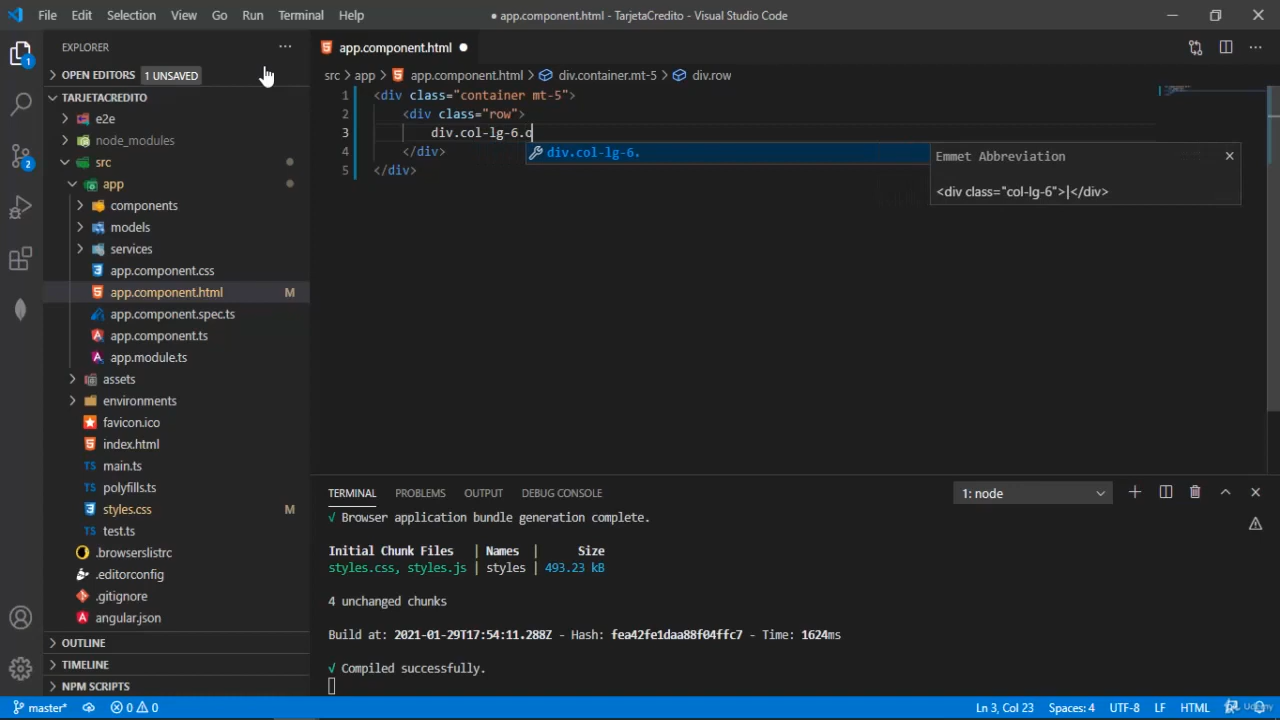 File Edit Selection View Go Run Terminal Help
● app.component.html - TarjetaCredito - Visual Studio Code
EXPLORER
app.component.html
OPEN EDITORS 1 UNSAVED
src > app > app.component.html > div.container.mt-5 > div.row
TARJETACREDITO
e2e
node_modules
src
app
components
models
services
app.component.css
app.component.html M
app.component.spec.ts
app.component.ts
app.module.ts
assets
environments
favicon.ico
index.html
main.ts
polyfills.ts
styles.css M
test.ts
.browserslistrc
.editorconfig
.gitignore
angular.json
OUTLINE
TIMELINE
NPM SCRIPTS
1 <div class="container mt-5">
2 <div class="row">
3 div.col-lg-6.o
4 </div>
5 </div>
div.col-lg-6.
Emmet Abbreviation
<div class="col-lg-6">|</div>
TERMINAL PROBLEMS OUTPUT DEBUG CONSOLE
1: node
√ Browser application bundle generation complete.
Initial Chunk Files | Names | Size
styles.css, styles.js | styles | 493.23 kB
4 unchanged chunks
Build at: 2021-01-29T17:54:11.288Z - Hash: fea42fe1daa88f04ffc7 - Time: 1624ms
√ Compiled successfully.
1
2
master* 0 0
Ln 3, Col 23 Spaces: 4 UTF-8 LF HTML
Udemy